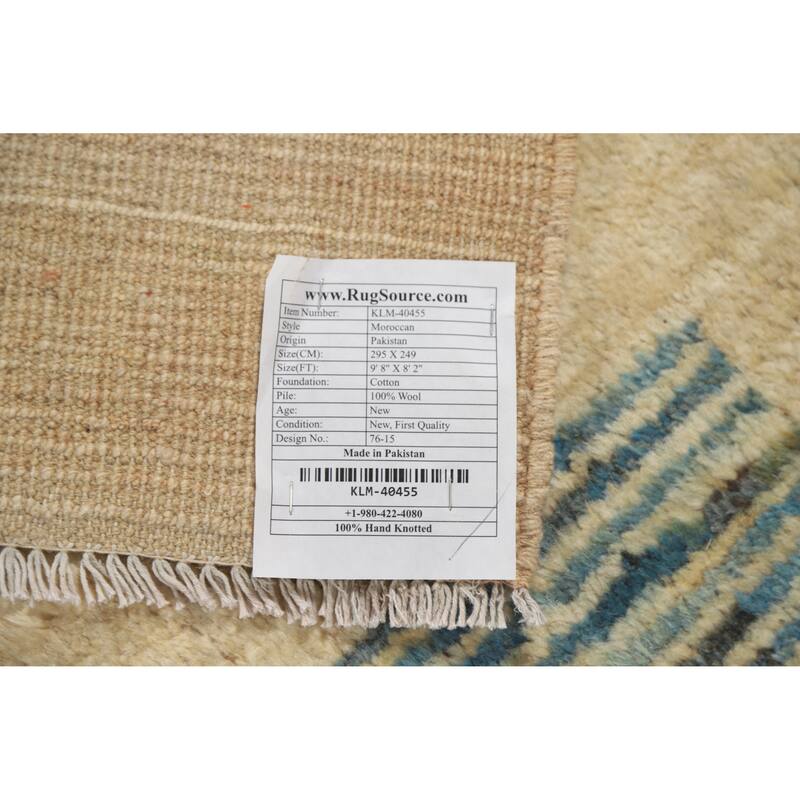 www.RugSource.com
Item Number: KLM-40455
Style Moroccan
Origin Pakistan
Size(CM): 295 X 249
Size(FT): 9' 8" X 8' 2"
Foundation: Cotton
Pile: 100% Wool
Age: New
Condition: New, First Quality
Design No.: 76-15
Made in Pakistan
KLM-40455
+1-980-422-4080
100% Hand Knotted